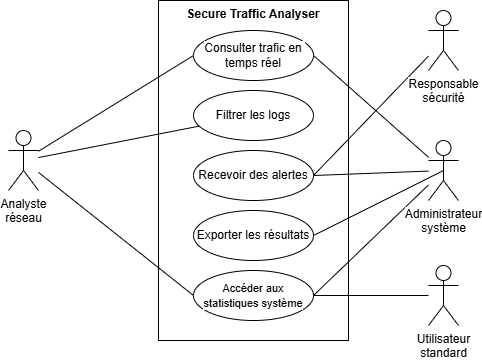 Secure Traffic Analyser
Consulter trafic en
temps réel
Filtrer les logs
Recevoir des alertes
Exporter les résultats
Accéder aux
statistiques système
Analyste
réseau
Responsable
sécurité
Administrateur
système
Utilisateur
standard